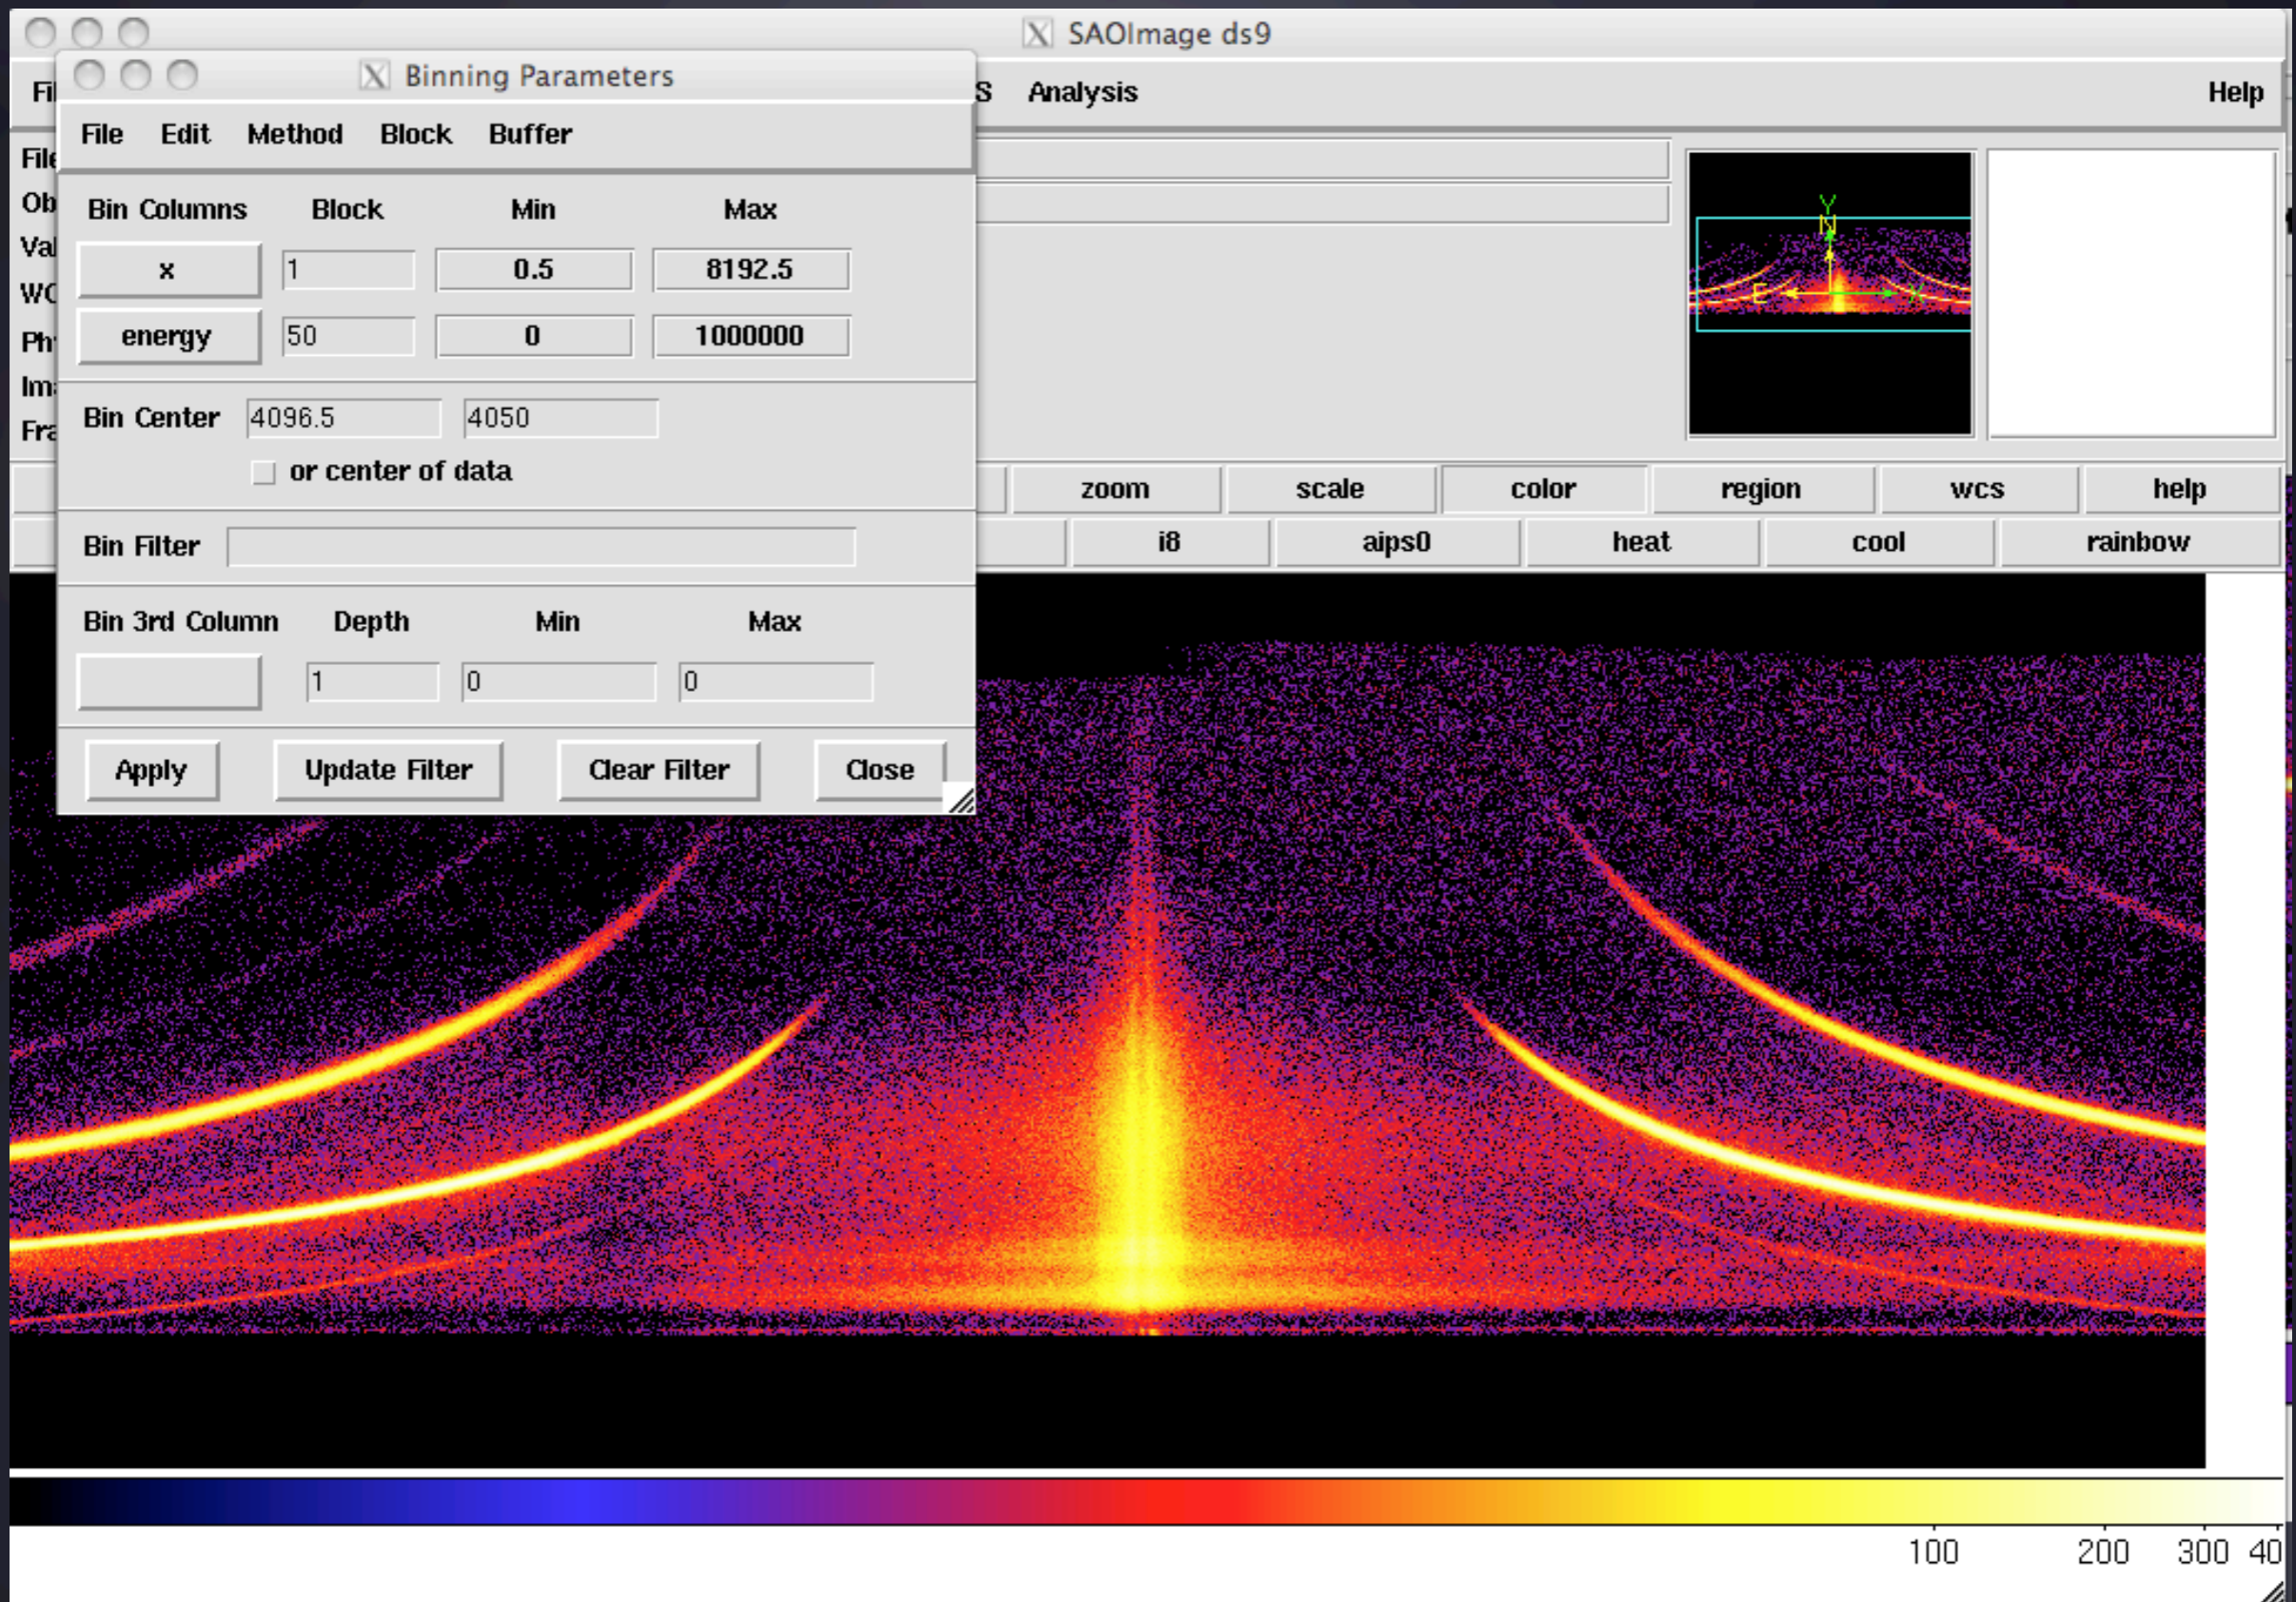 SAOImage ds9
Binning Parameters
Analysis
Help
File Edit Method Block Buffer
Bin Columns Block Min Max
x 1 0.5 8192.5
energy 50 0 1000000
Bin Center 4096.5 4050
or center of data
Bin Filter
Bin 3rd Column Depth Min Max
1 0 0
Apply Update Filter Clear Filter Close
Y
N
E X
zoom scale color region wcs help
i8 aips0 heat cool rainbow
100 200 300 40